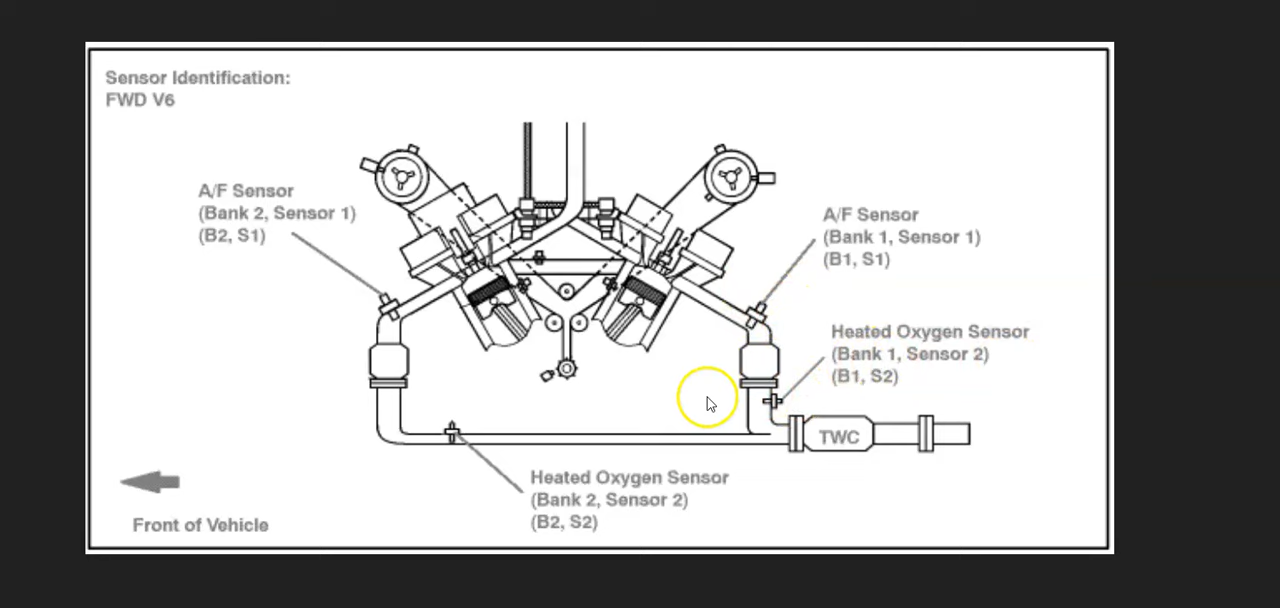 Sensor Identification:
FWD V6
A/F Sensor
(Bank 2, Sensor 1)
(B2, S1)
A/F Sensor
(Bank 1, Sensor 1)
(B1, S1)
Heated Oxygen Sensor
(Bank 1, Sensor 2)
(B1, S2)
TWC
Heated Oxygen Sensor
(Bank 2, Sensor 2)
(B2, S2)
Front of Vehicle